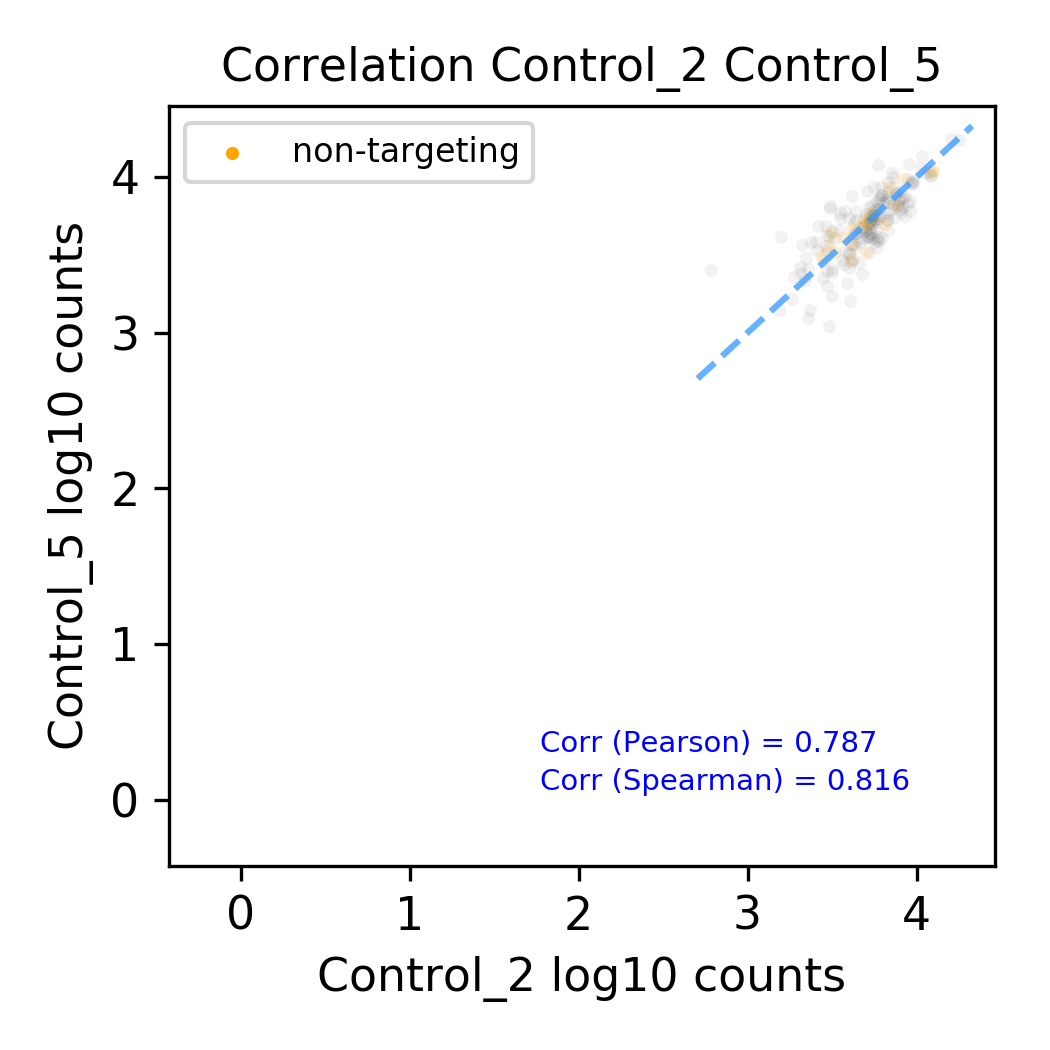 Correlation Control_2 Control_5
non-targeting
4
3
2
1
0
Control_5 log10 counts
Corr (Pearson) = 0.787
Corr (Spearman) = 0.816
0 1 2 3 4
Control_2 log10 counts